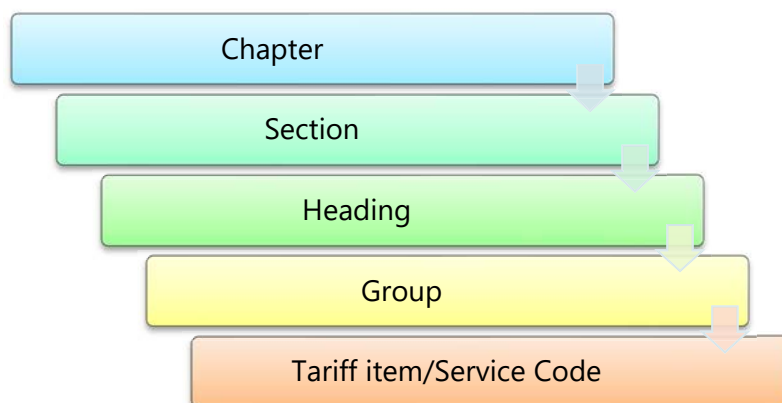 Chapter
Section
Heading
Group
Tariff item/Service Code